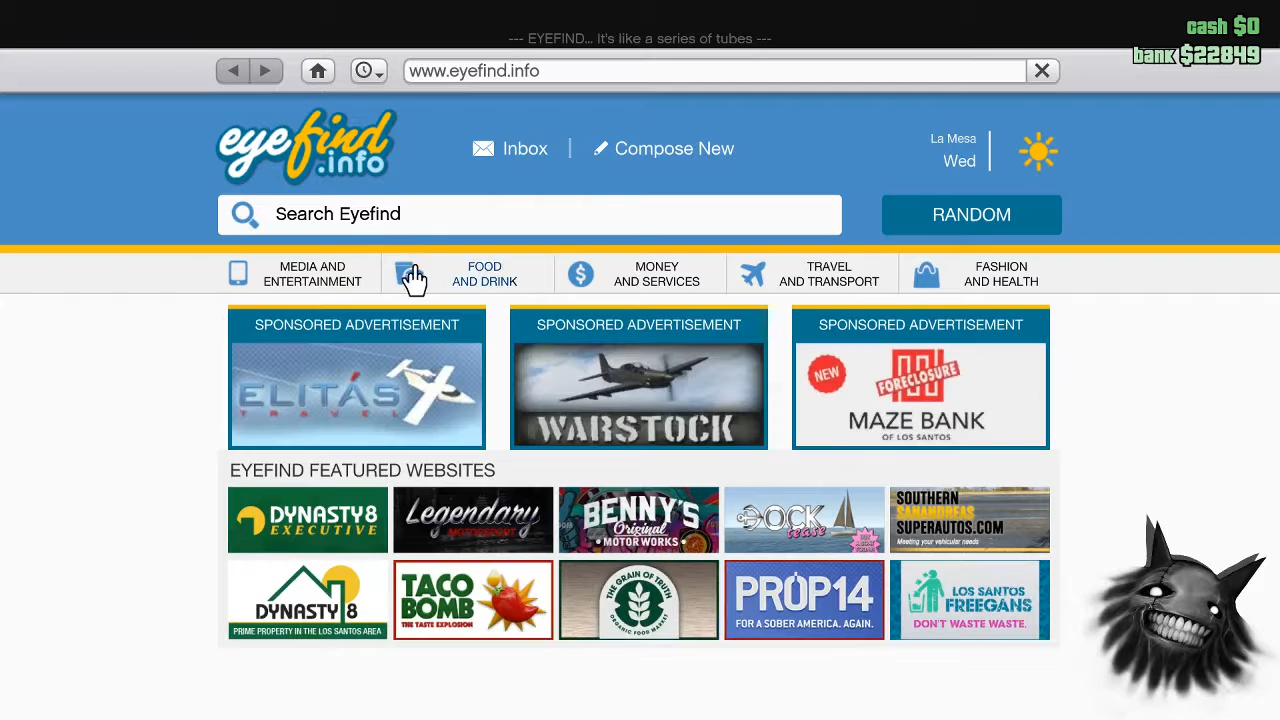 cash $0
--- EYEFIND... It's like a series of tubes ---
bank $22849
www.eyefind.info
eyefind
.info
Inbox
Compose New
La Mesa
Wed
Search Eyefind
RANDOM
MEDIA AND
ENTERTAINMENT
FOOD
AND DRINK
MONEY
AND SERVICES
TRAVEL
AND TRANSPORT
FASHION
AND HEALTH
SPONSORED ADVERTISEMENT
ELITÁS
TRAVEL
SPONSORED ADVERTISEMENT
WARSTOCK
SPONSORED ADVERTISEMENT
NEW
FORECLOSURE
MAZE BANK
OF LOS SANTOS
EYEFIND FEATURED WEBSITES
DYNASTY8
EXECUTIVE
Legendary
MOTORSPORT
BENNY'S
Original
MOTOR WORKS
DOCK
tease
SOUTHERN
SANANDREAS
SUPERAUTOS.COM
Meeting your vehicular needs
DYNASTY 8
PRIME PROPERTY IN THE LOS SANTOS AREA
TACO
BOMB
THE TASTE EXPLOSION
THE GRAIN OF TRUTH
ORGANIC FOOD MARKET
PROP14
FOR A SOBER AMERICA. AGAIN.
LOS SANTOS
FREEGANS
DON'T WASTE WASTE.